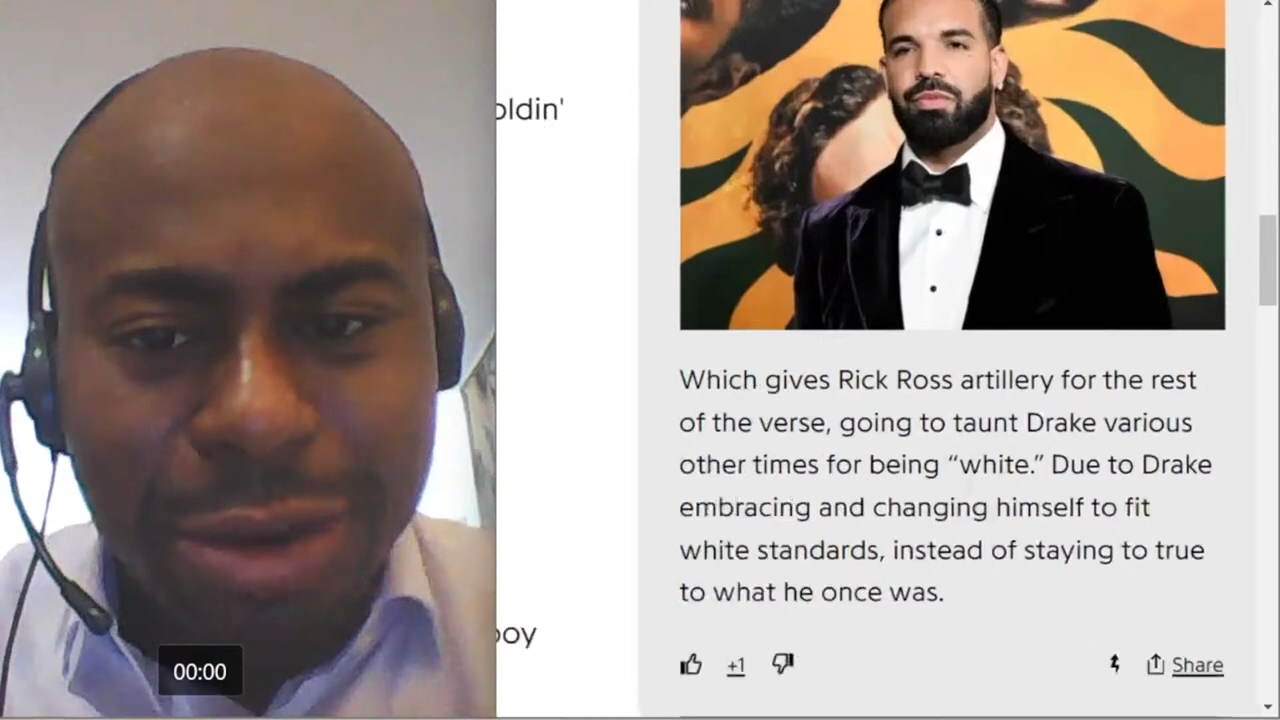 oldin'
Which gives Rick Ross artillery for the rest
of the verse, going to taunt Drake various
other times for being “white.” Due to Drake
embracing and changing himself to fit
white standards, instead of staying to true
to what he once was.
boy
00:00
+1
Share